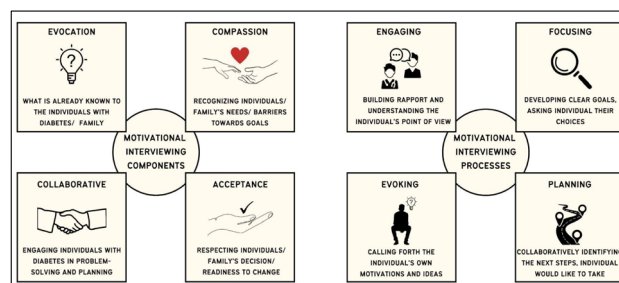 EVOCATION
?
WHAT IS ALREADY KNOWN TO
THE INDIVIDUALS WITH
DIABETES/ FAMILY
COMPASSION
RECOGNIZING INDIVIDUALS/
FAMILY'S NEEDS/ BARRIERS
TOWARDS GOALS
MOTIVATIONAL
INTERVIEWING
COMPONENTS
COLLABORATIVE
ENGAGING INDIVIDUALS WITH
DIABETES IN PROBLEM-
SOLVING AND PLANNING
ACCEPTANCE
RESPECTING INDIVIDUALS/
FAMILY'S DECISION/
READINESS TO CHANGE
ENGAGING
BUILDING RAPPORT AND
UNDERSTANDING THE
INDIVIDUAL'S POINT OF VIEW
FOCUSING
DEVELOPING CLEAR GOALS,
ASKING INDIVIDUAL THEIR
CHOICES
MOTIVATIONAL
INTERVIEWING
PROCESSES
EVOKING
?
CALLING FORTH THE
INDIVIDUAL'S OWN
MOTIVATIONS AND IDEAS
PLANNING
COLLABORATIVELY IDENTIFYING
THE NEXT STEPS, INDIVIDUAL
WOULD LIKE TO TAKE